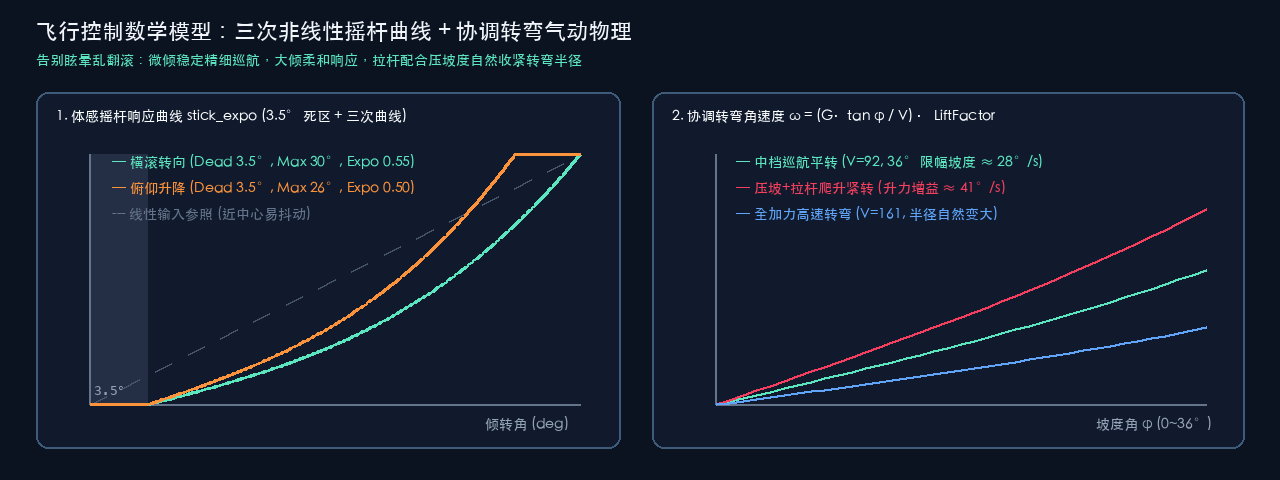 飞行控制数学模型：三次非线性摇杆曲线 + 协调转弯气动物理
告别眩晕乱翻滚：微倾稳定精细巡航，大倾柔和响应，拉杆配合压坡度自然收紧转弯半径
1. 体感摇杆响应曲线 stick_expo (3.5° 死区 + 三次曲线)
横滚转向 (Dead 3.5°, Max 30°, Expo 0.55)
俯仰升降 (Dead 3.5°, Max 26°, Expo 0.50)
线性输入参照 (近中心易抖动)
3.5°
倾转角 (deg)
2. 协调转弯角速度 ω = (G· tan φ / V) · LiftFactor
中档巡航平转 (V=92, 36° 限幅坡度 ≈ 28°/s)
压坡+拉杆爬升紧转 (升力增益 ≈ 41°/s)
全加力高速转弯 (V=161, 半径自然变大)
坡度角 φ (0~36°)